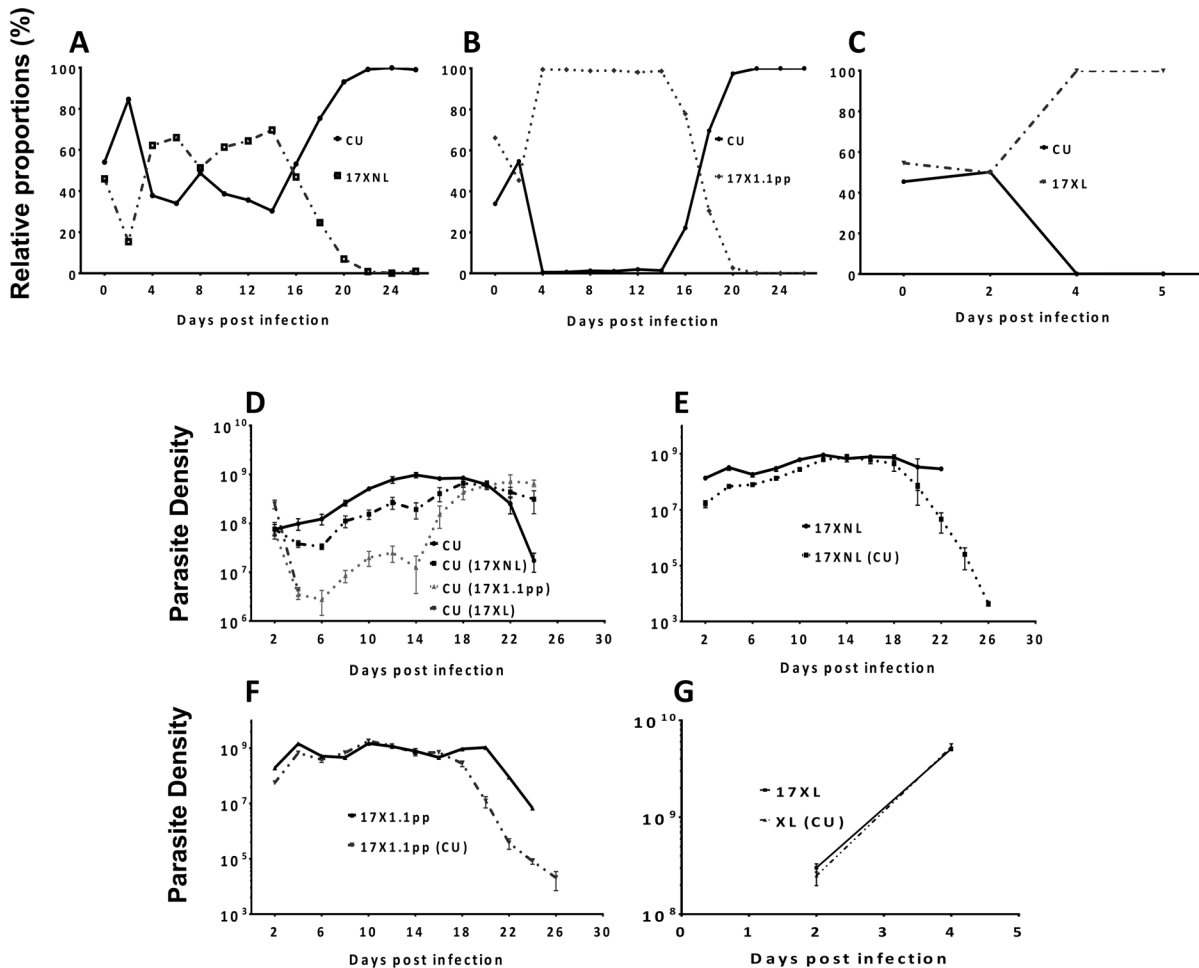 Relative proportions (%)
A
100
80
60
40
20
0
0 4 8 12 16 20 24
Days post infection
CU
17XNL
B
100
80
60
40
20
0
0 4 8 12 16 20 24
Days post infection
CU
17X1.1pp
C
100
80
60
40
20
0
0 2 4 5
Days post infection
CU
17XL
D
Parasite Density
10^10
10^9
10^8
10^7
10^6
2 6 10 14 18 22 26 30
Days post infection
CU
CU (17XNL)
CU (17X1.1pp)
CU (17XL)
E
10^9
10^7
10^5
10^3
2 6 10 14 18 22 26 30
Days post infection
17XNL
17XNL (CU)
F
Parasite Density
10^9
10^7
10^5
10^3
2 6 10 14 18 22 26 30
Days post infection
17X1.1pp
17X1.1pp (CU)
G
10^10
10^9
10^8
0 1 2 3 4 5
Days post infection
17XL
XL (CU)